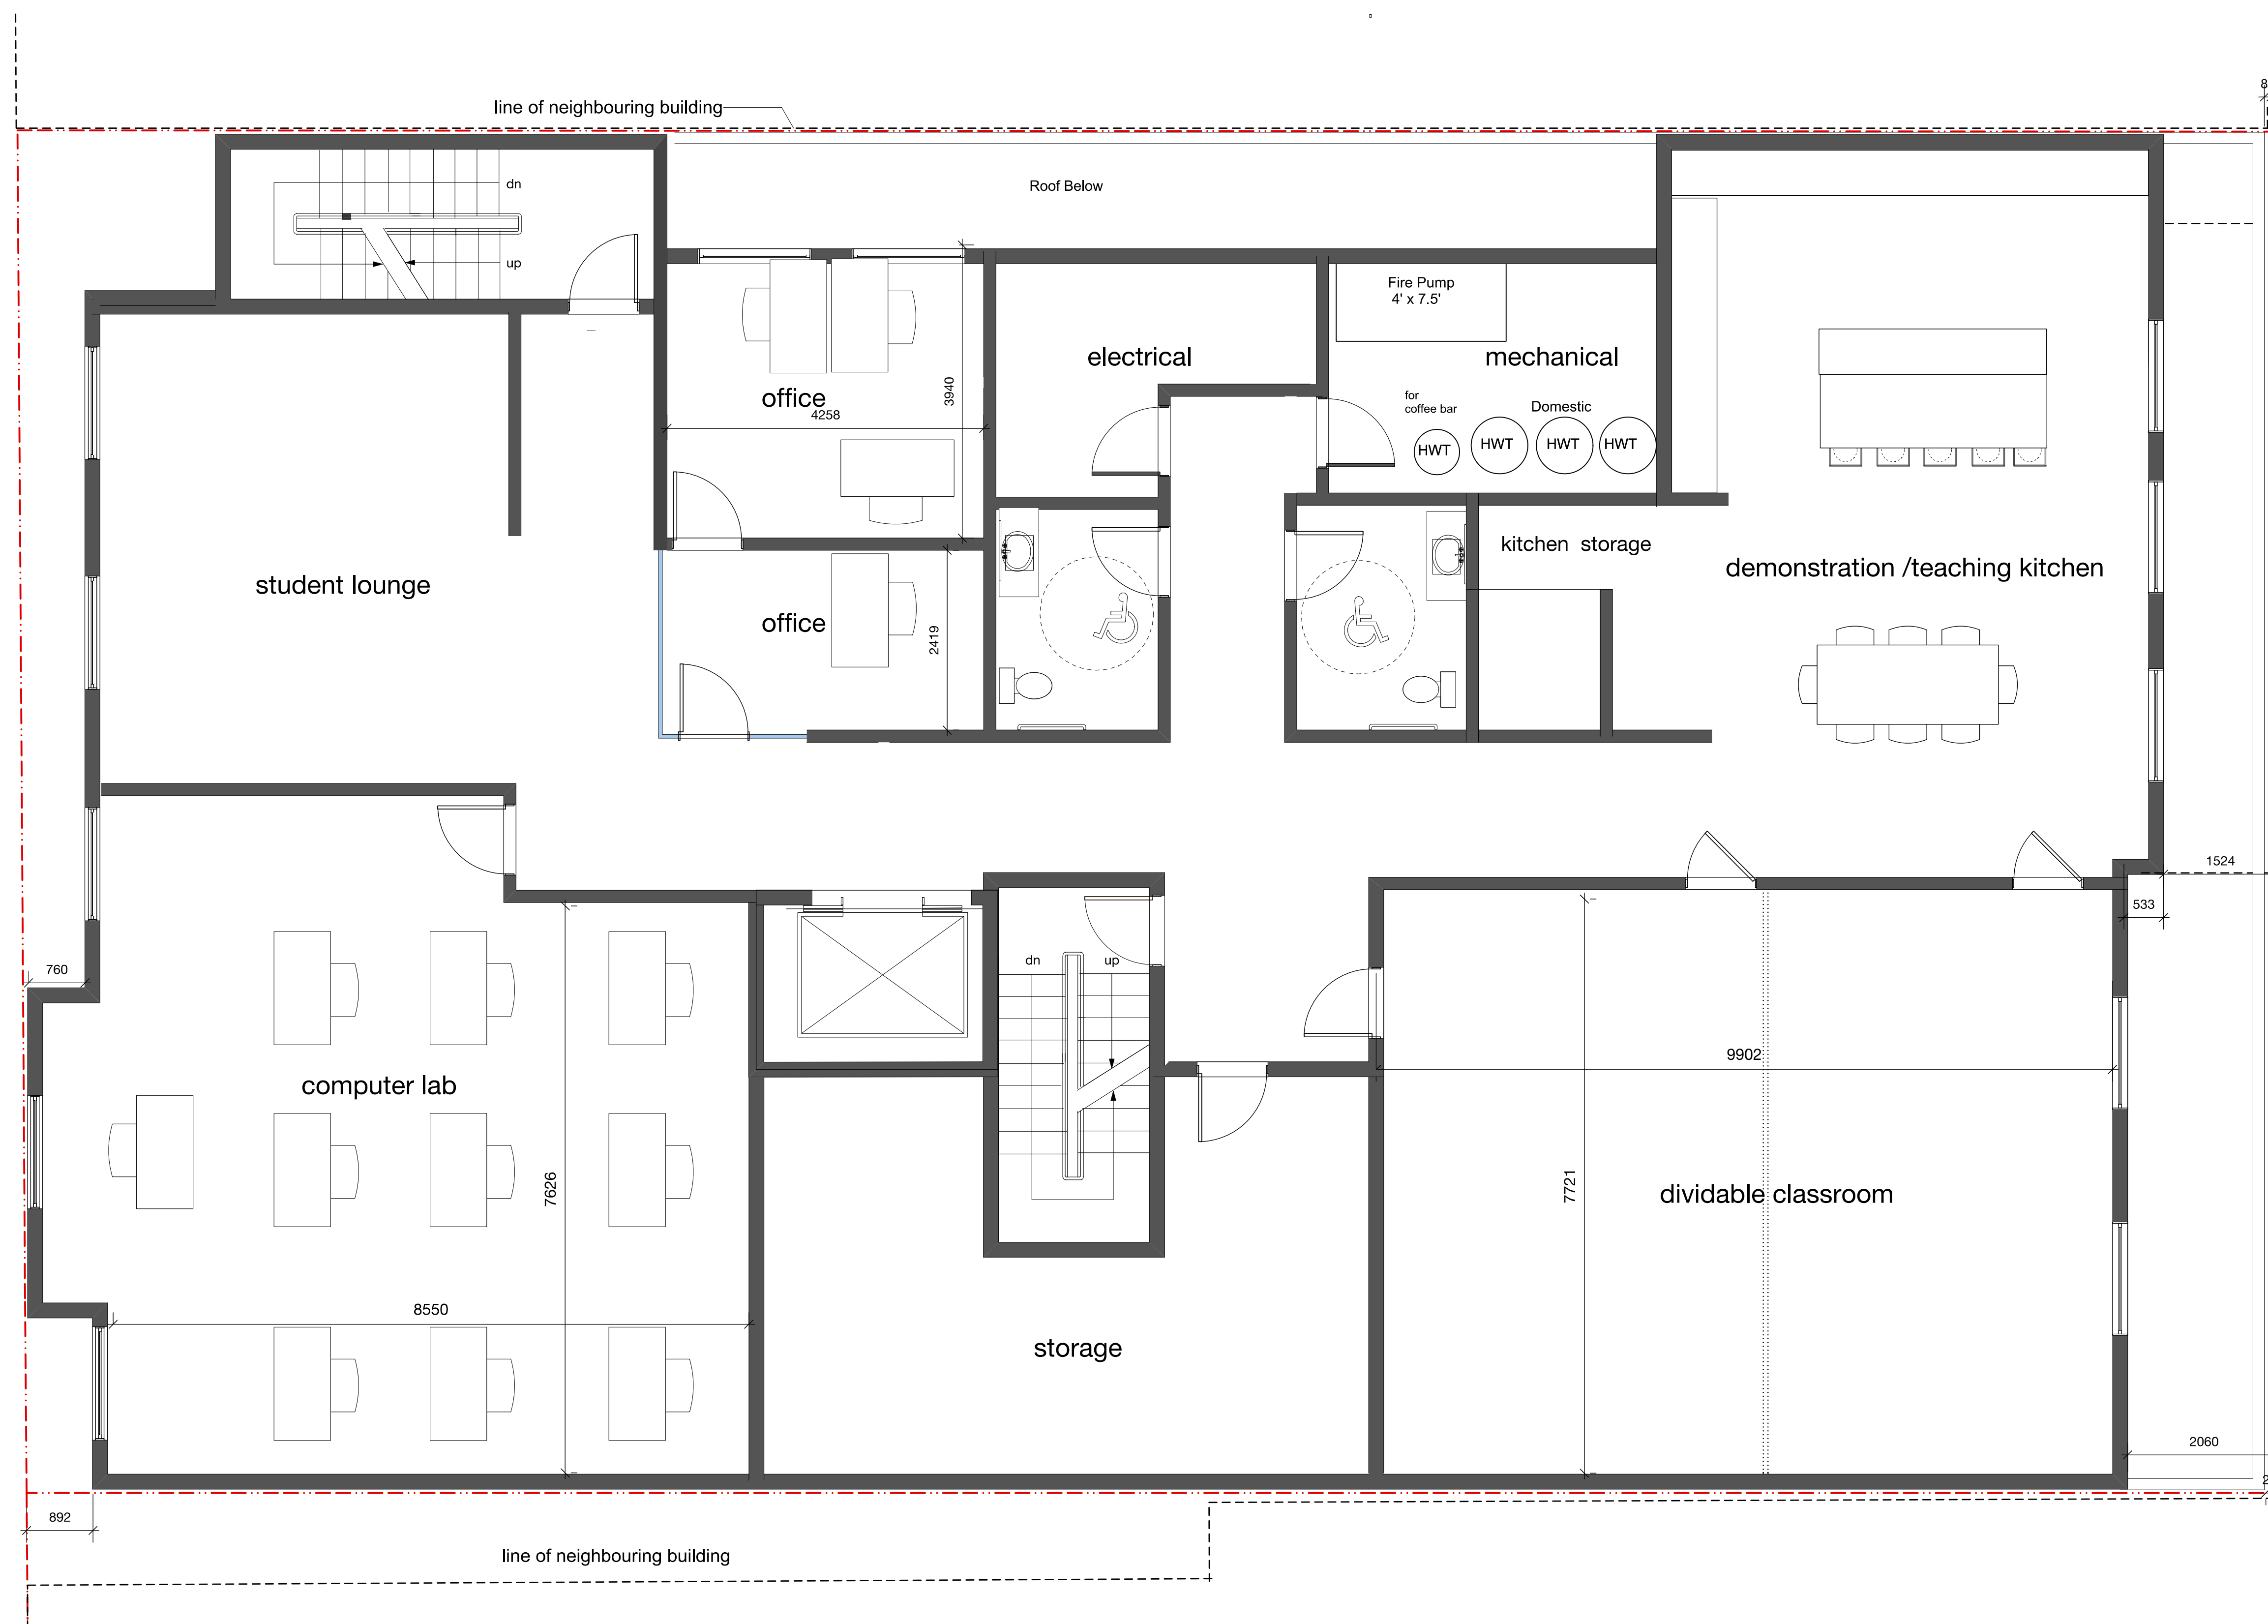 8
line of neighbouring building
dn
Roof Below
up
Fire Pump
4' x 7.5'
electrical
mechanical
office
4258
3940
for
coffee bar
Domestic
HWT
HWT
HWT
HWT
kitchen storage
demonstration /teaching kitchen
student lounge
office
2419
1524
533
760
dn
up
9902
computer lab
7626
7721
dividable classroom
8550
storage
2060
2
892
line of neighbouring building